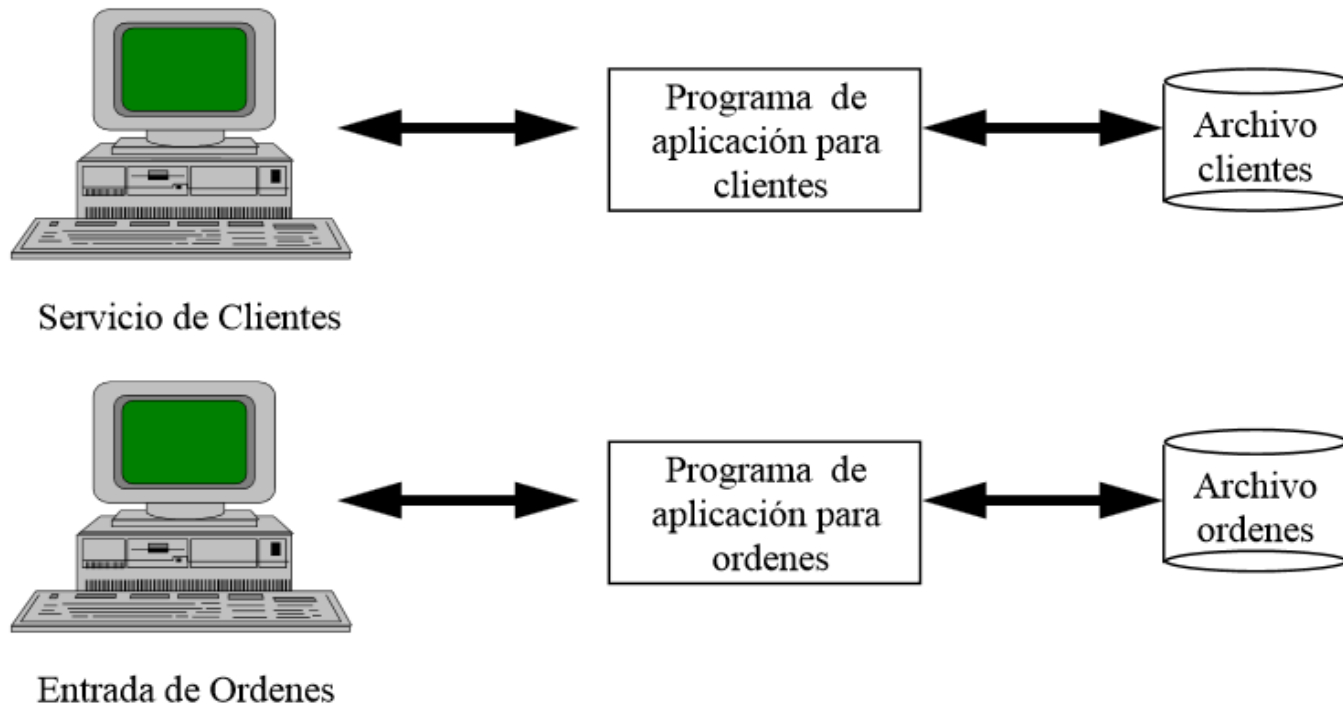 Programa de
aplicación para
clientes
Archivo
clientes
Servicio de Clientes
Programa de
aplicación para
ordenes
Archivo
ordenes
Entrada de Ordenes